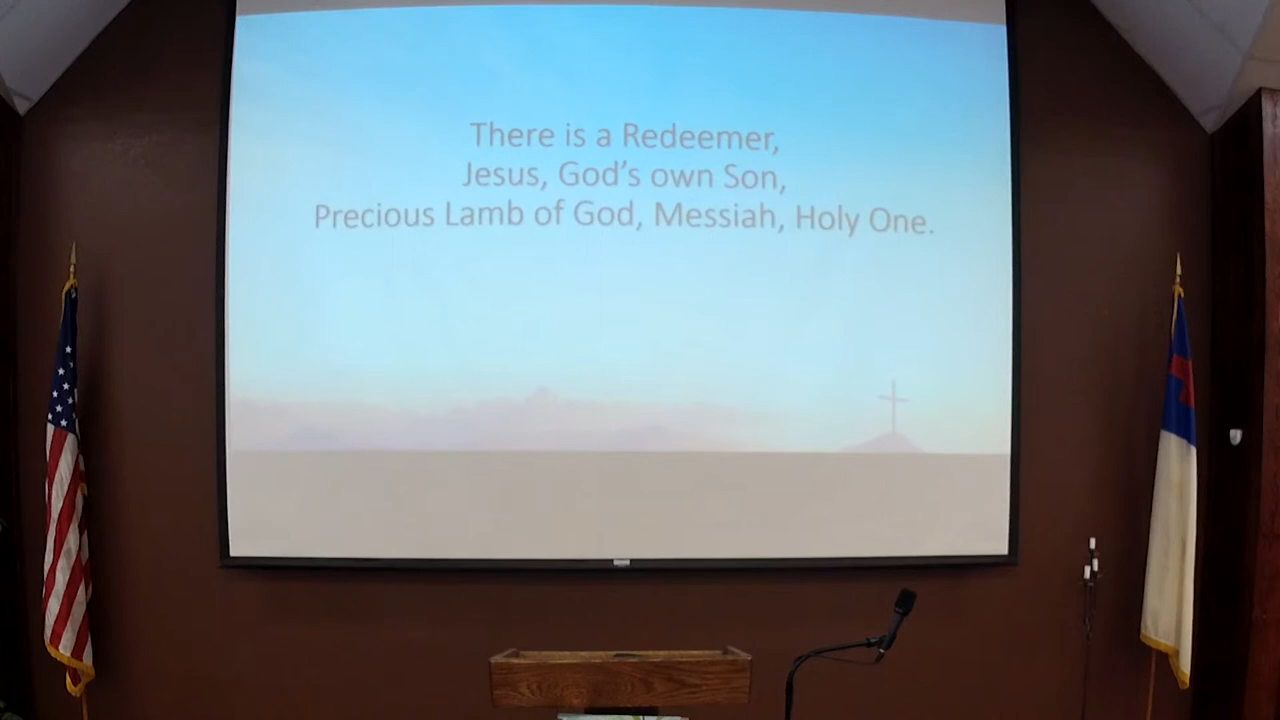 There is a Redeemer,
Jesus, God's own Son,
Precious Lamb of God, Messiah, Holy One.